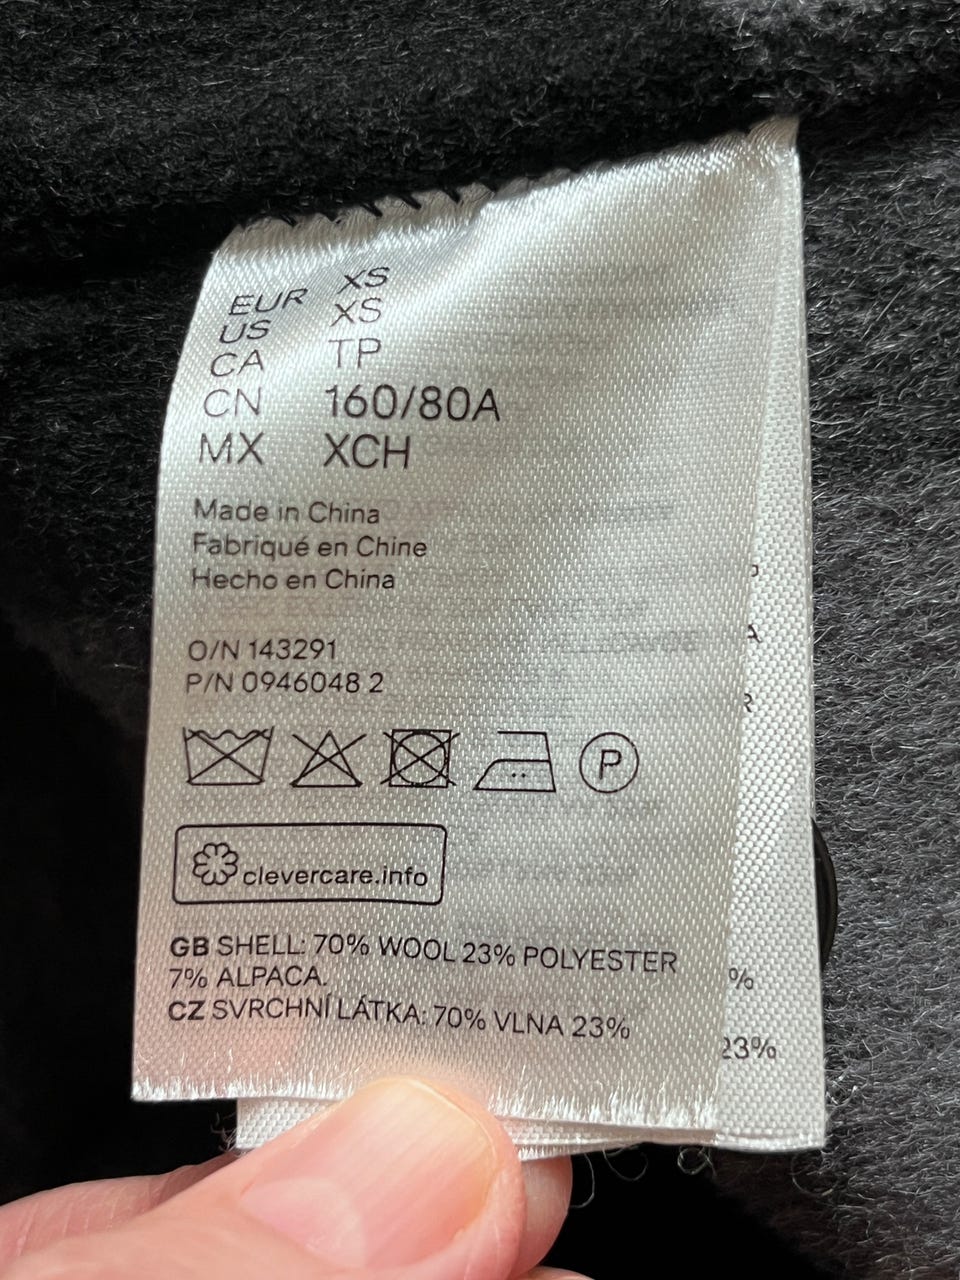 EUR XS
US XS
CA TP
CN 160/80A
MX XCH
Made in China
Fabriqué en Chine
Hecho en China
O/N 143291
P/N 0946048 2
P
clevercare.info
GB SHELL: 70% WOOL 23% POLYESTER
7% ALPACA.
CZ SVRCHNÍ LÁTKA: 70% VLNA 23%
%
23%